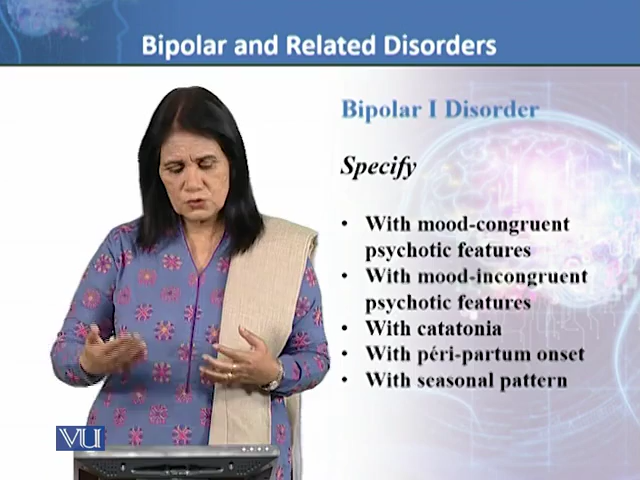 Bipolar and Related Disorders
Bipolar I Disorder
Specify
• With mood-congruent
psychotic features
• With mood-incongruent
psychotic features
• With catatonia
• With péri-partum onset
• With seasonal pattern
VU